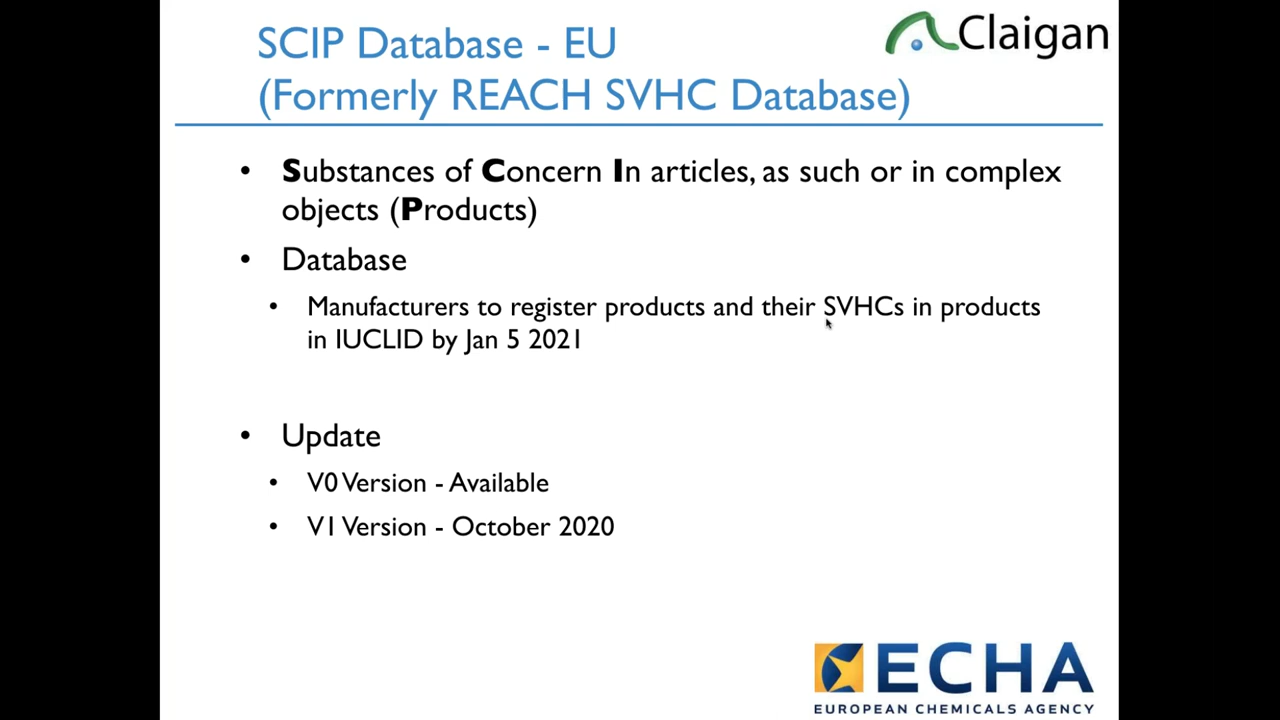 SCIP Database - EU
(Formerly REACH SVHC Database)
Claigan
• Substances of Concern In articles, as such or in complex
objects (Products)
• Database
• Manufacturers to register products and their SVHCs in products
in IUCLID by Jan 5 2021
• Update
• V0 Version - Available
• V1 Version - October 2020
ECHA
EUROPEAN CHEMICALS AGENCY